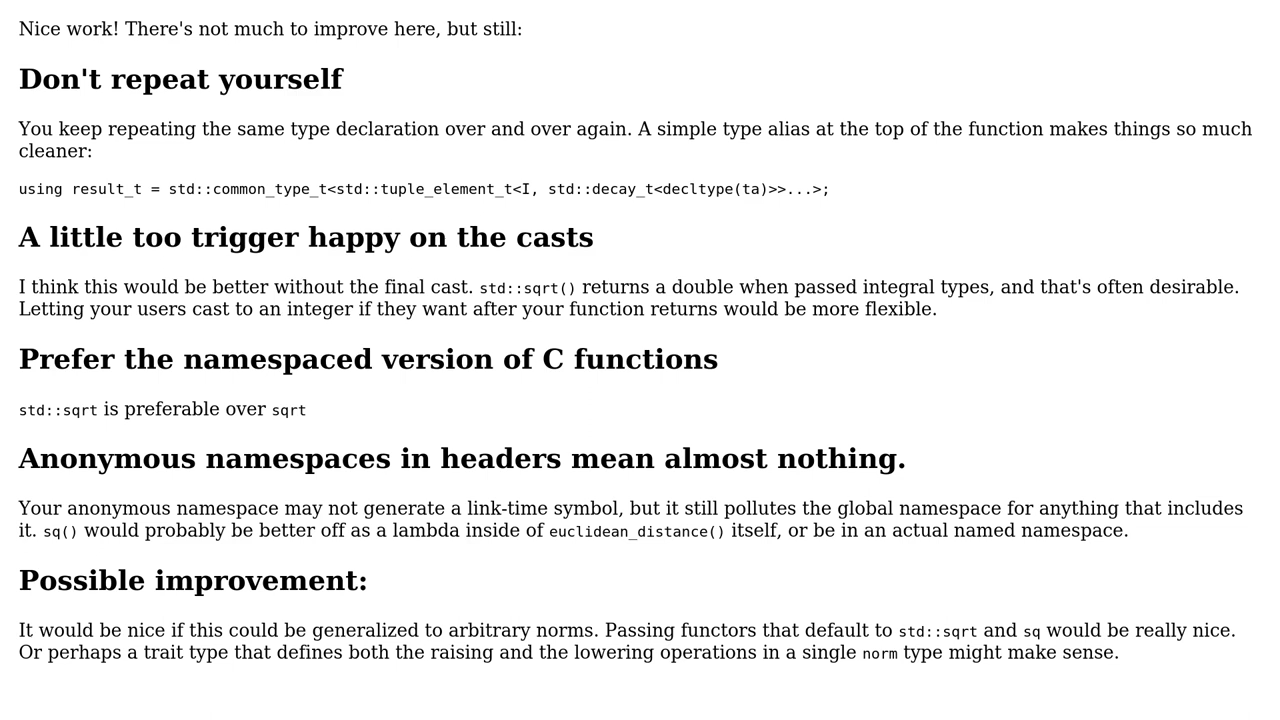 Nice work! There's not much to improve here, but still:
Don't repeat yourself
You keep repeating the same type declaration over and over again. A simple type alias at the top of the function makes things so much
cleaner:
using result_t = std::common_type_t<std::tuple_element_t<I, std::decay_t<decltype(ta)>>...>;
A little too trigger happy on the casts
I think this would be better without the final cast. std::sqrt() returns a double when passed integral types, and that's often desirable.
Letting your users cast to an integer if they want after your function returns would be more flexible.
Prefer the namespaced version of C functions
std::sqrt is preferable over sqrt
Anonymous namespaces in headers mean almost nothing.
Your anonymous namespace may not generate a link-time symbol, but it still pollutes the global namespace for anything that includes
it. sq() would probably be better off as a lambda inside of euclidean_distance() itself, or be in an actual named namespace.
Possible improvement:
It would be nice if this could be generalized to arbitrary norms. Passing functors that default to std::sqrt and sq would be really nice.
Or perhaps a trait type that defines both the raising and the lowering operations in a single norm type might make sense.